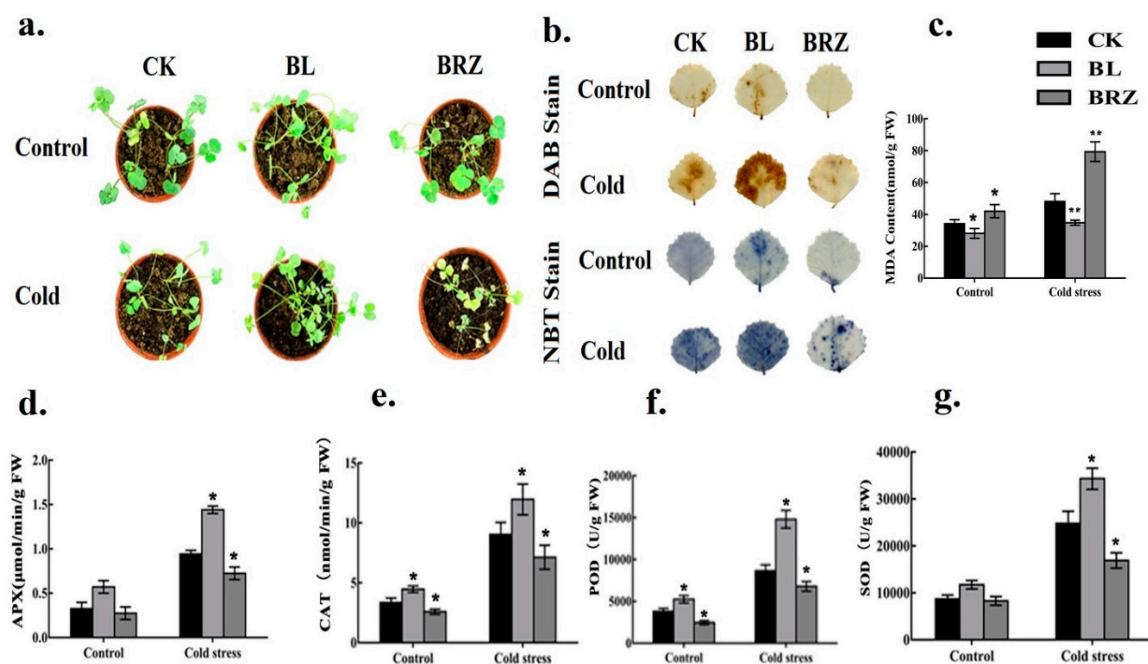 a.
CK BL BRZ
Control
Cold
b.
CK BL BRZ
DAB Stain
Control
Cold
NBT Stain
Control
Cold
c.
CK
BL
BRZ
MDA Content(nmol/g FW)
100
80
60
40
20
0
* *
** **
Control Cold stress
d.
APX(μmol/min/g FW
2.0
1.5
1.0
0.5
0.0
* *
Control Cold stress
e.
CAT (nmol/min/g FW)
15
10
5
0
* *
* *
Control Cold stress
f.
POD (U/g FW)
20000
15000
10000
5000
0
* *
* *
Control Cold stress
g.
SOD (U/g FW)
40000
30000
20000
10000
0
* *
Control Cold stress